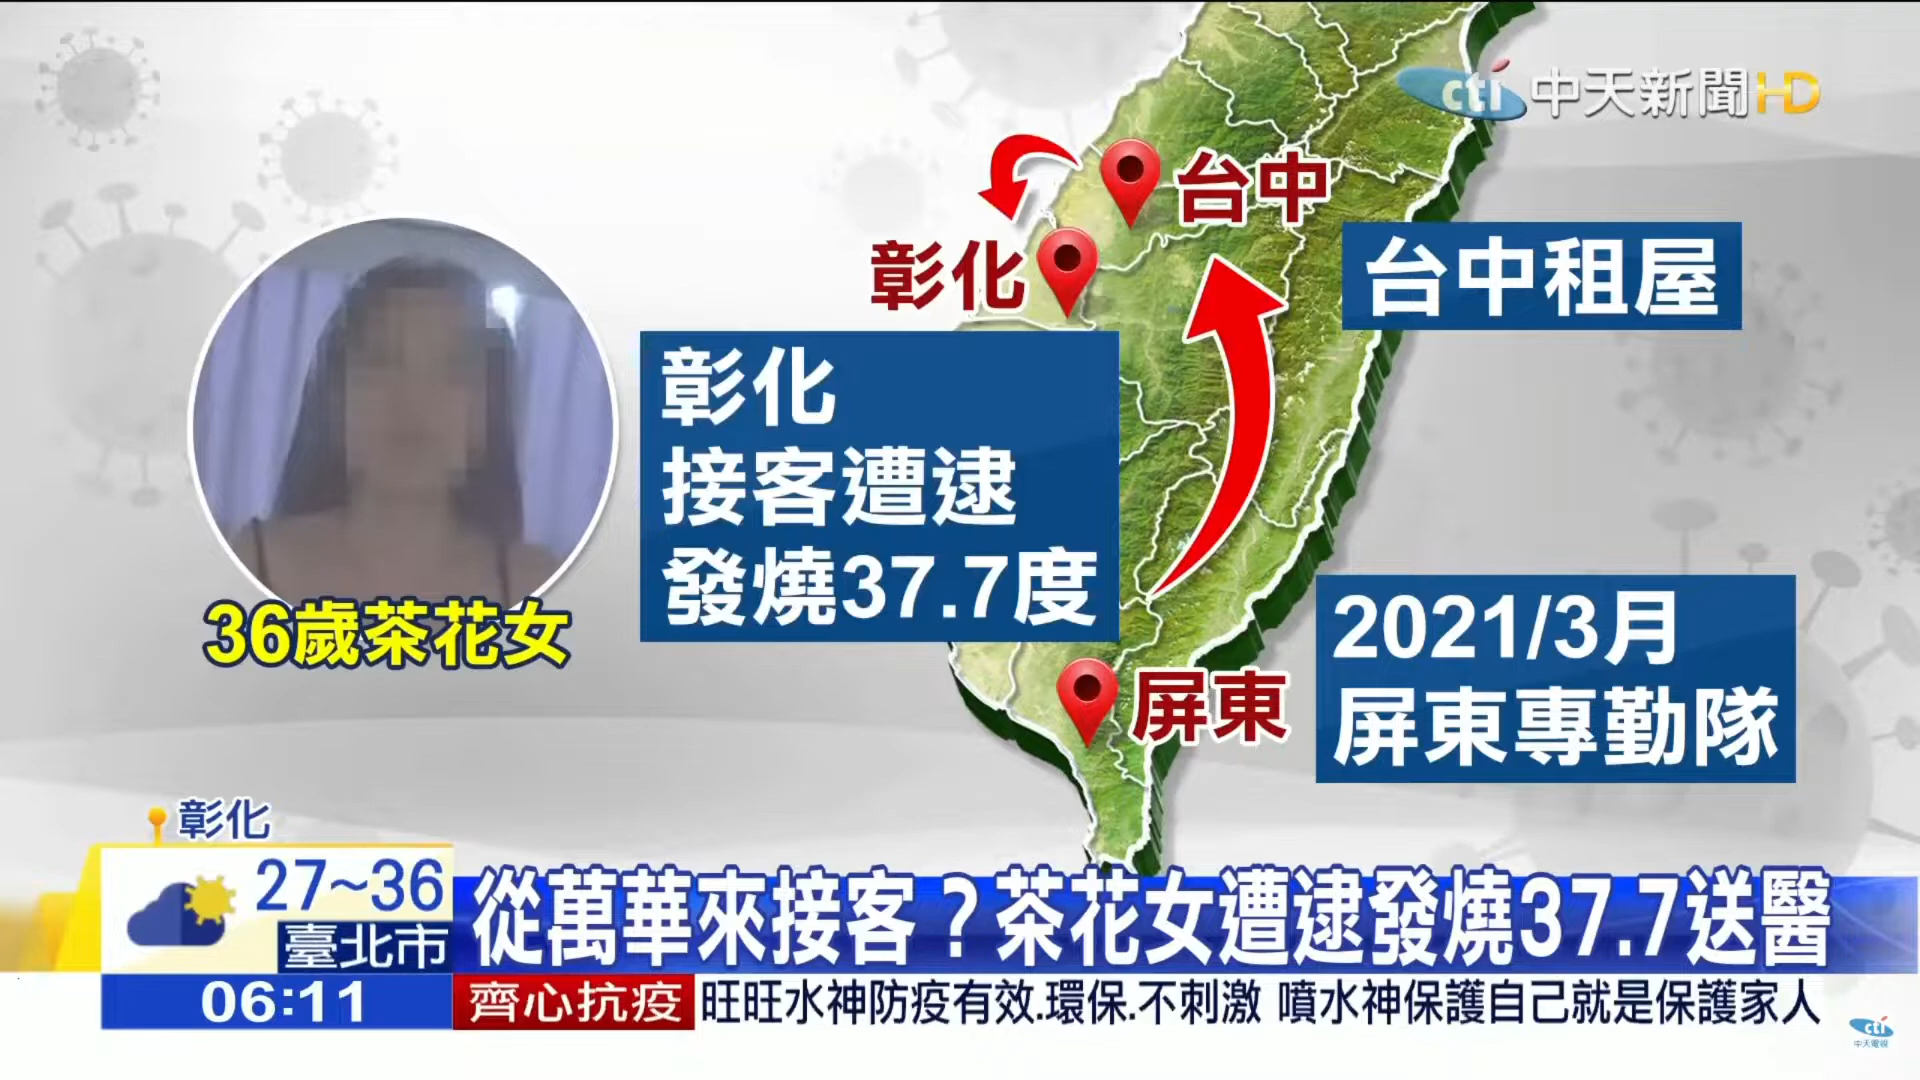 cti 中天新聞HD
台中
彰化
台中租屋
彰化
接客遭逮
發燒37.7度
36歲茶花女
2021/3月
屏東專勤隊
屏東
彰化
27~36
臺北市
從萬華來接客？茶花女遭逮發燒37.7送醫
06:11
齊心抗疫
旺旺水神防疫有效.環保.不刺激 噴水神保護自己就是保護家人
cti
中天電視